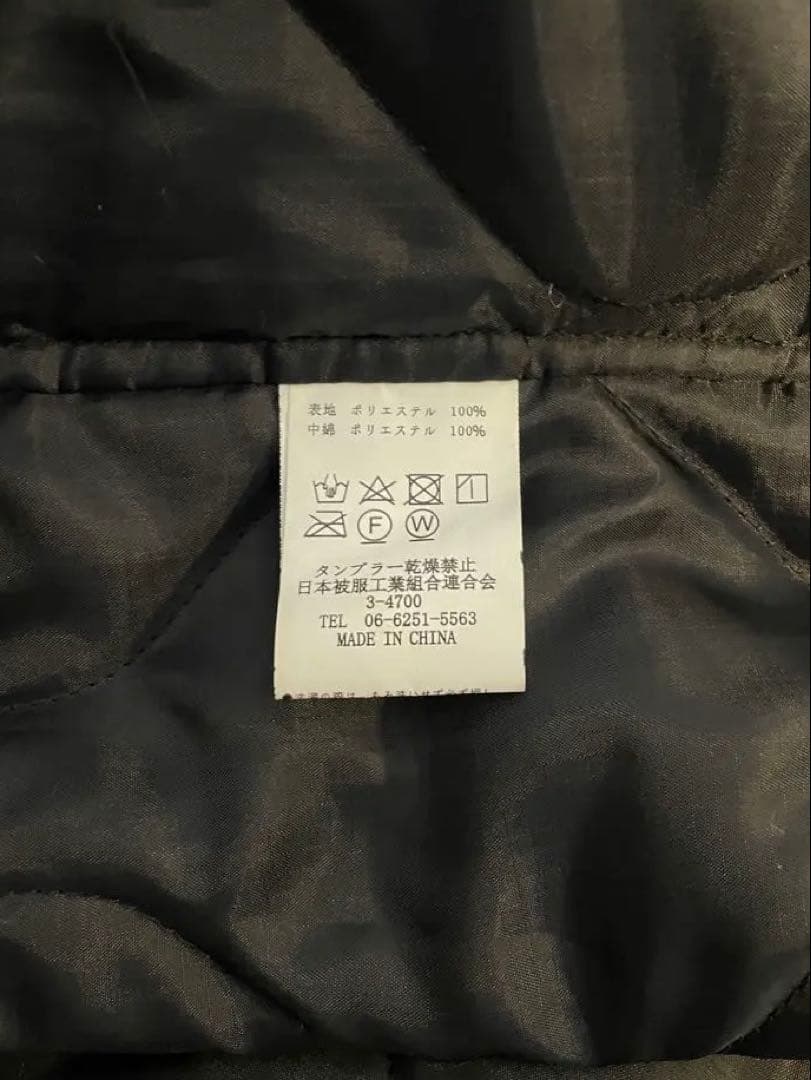 表地 ポリエステル 100%
中綿 ポリエステル 100%
F W
タンブラー乾燥禁止
日本被服工業組合連合会
3-4700
TEL 06-6251-5563
MADE IN CHINA